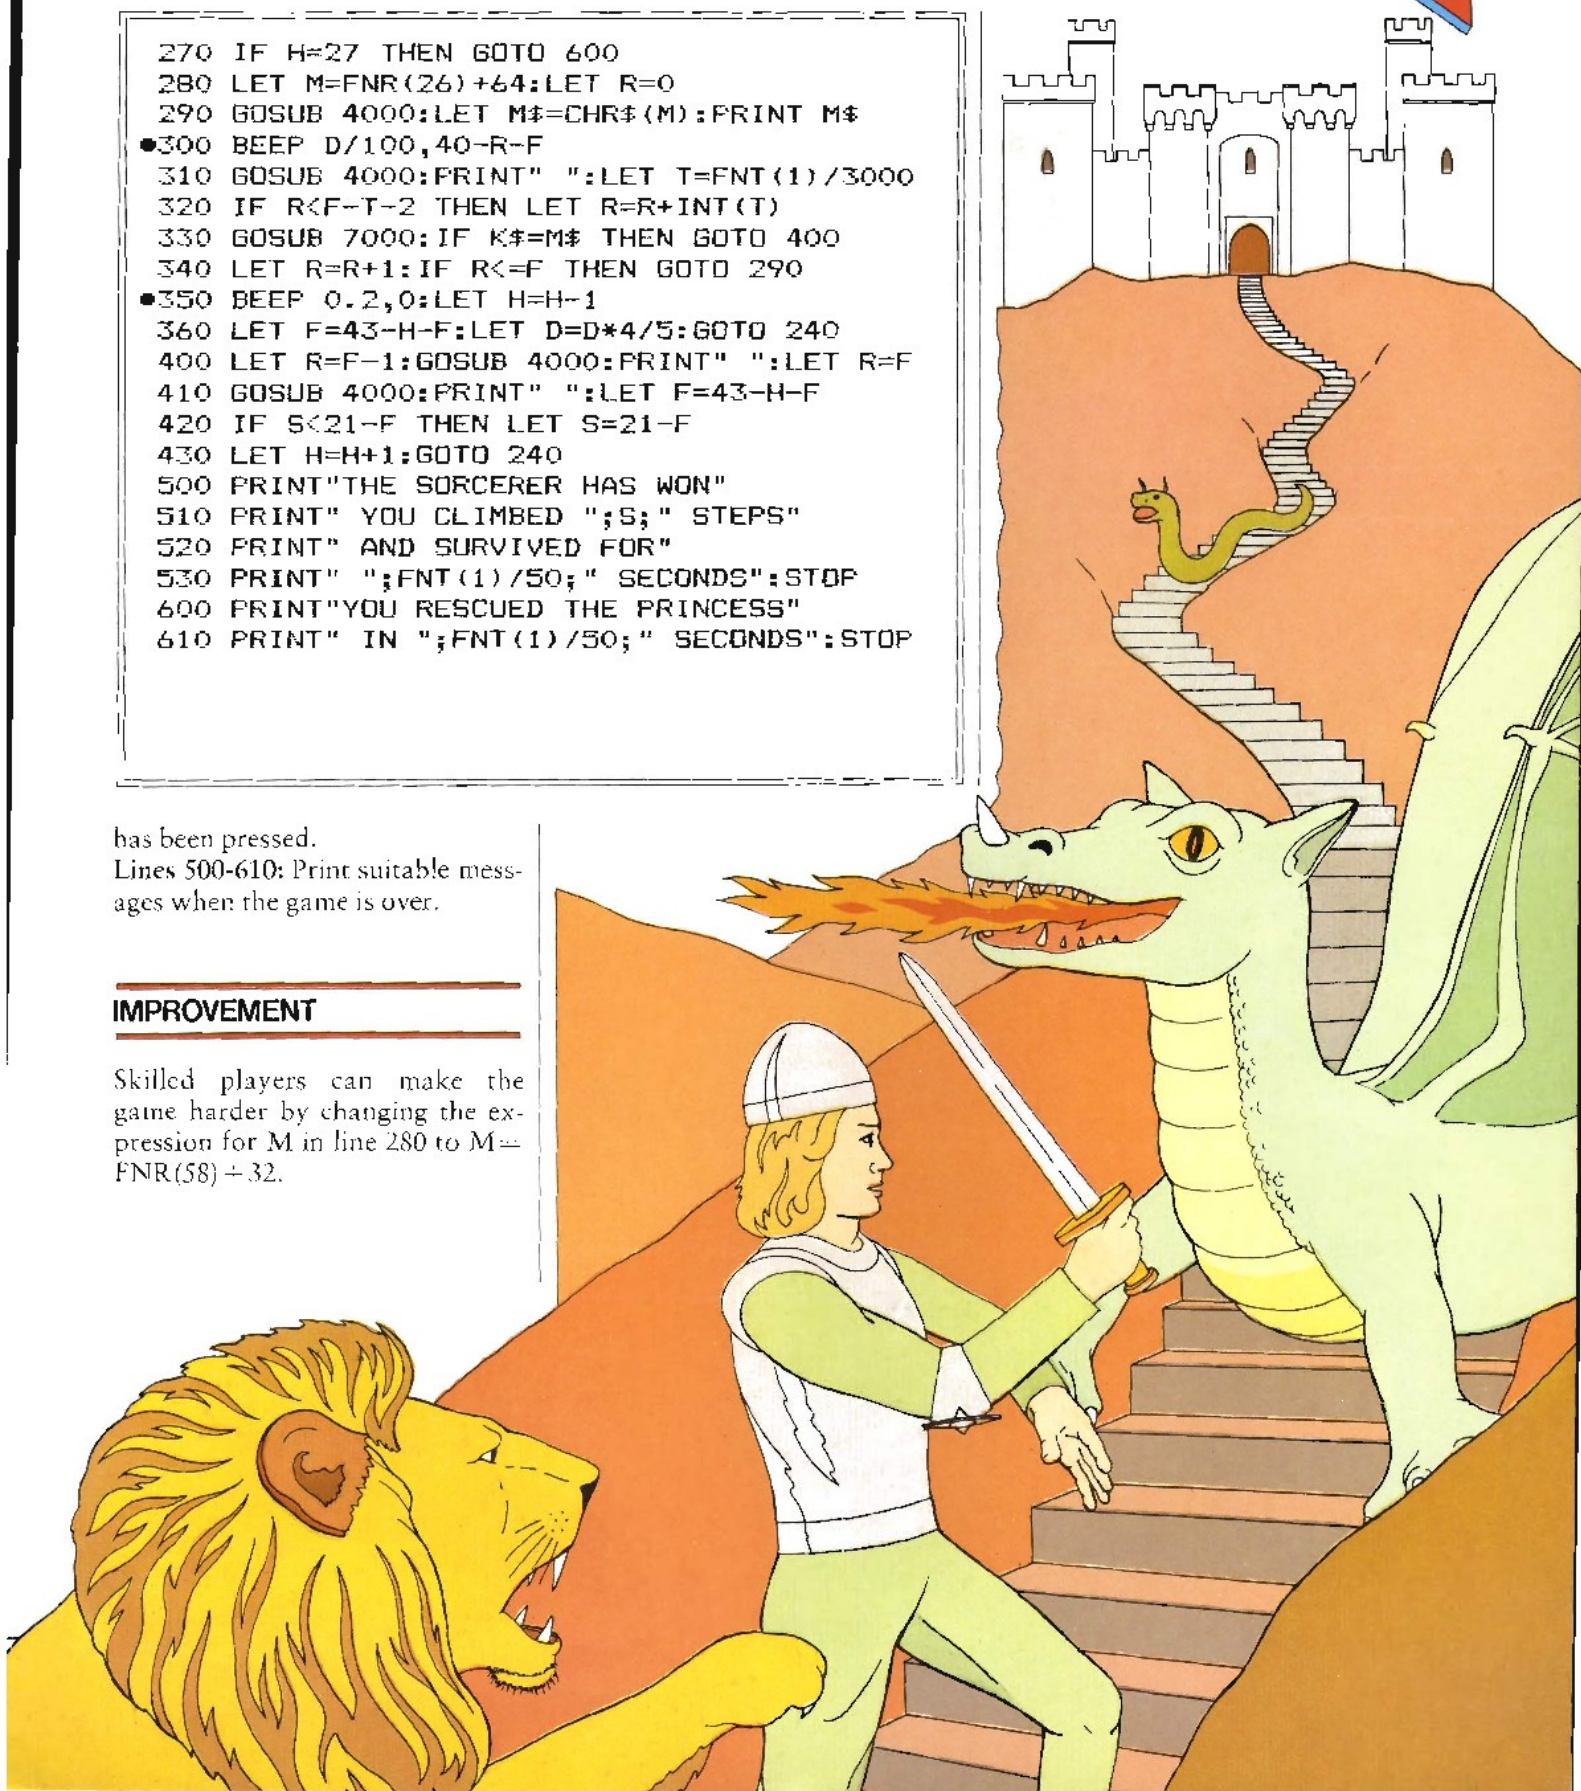 270 IF H=27 THEN GOTO 600
280 LET M=FNR(26)+64:LET R=0
290 GOSUB 4000:LET M$=CHR$(M):PRINT M$
●300 BEEP D/100,40-R-F
310 GOSUB 4000:PRINT" ":LET T=FNT(1)/3000
320 IF R<F-T-2 THEN LET R=R+INT(T)
330 GOSUB 7000:IF K$=M$ THEN GOTO 400
340 LET R=R+1:IF R<=F THEN GOTO 290
●350 BEEP 0.2,0:LET H=H-1
360 LET F=43-H-F:LET D=D*4/5:GOTO 240
400 LET R=F-1:GOSUB 4000:PRINT" ":LET R=F
410 GOSUB 4000:PRINT" ":LET F=43-H-F
420 IF S<21-F THEN LET S=21-F
430 LET H=H+1:GOTO 240
500 PRINT"THE SORCERER HAS WON"
510 PRINT" YOU CLIMBED ";S;" STEPS"
520 PRINT" AND SURVIVED FOR"
530 PRINT" ";FNT(1)/50;" SECONDS":STOP
600 PRINT"YOU RESCUED THE PRINCESS"
610 PRINT" IN ";FNT(1)/50;" SECONDS":STOP
has been pressed.
Lines 500-610: Print suitable mess-
ages when the game is over.
IMPROVEMENT
Skilled players can make the
game harder by changing the ex-
pression for M in line 280 to M=
FNR(58)+32.